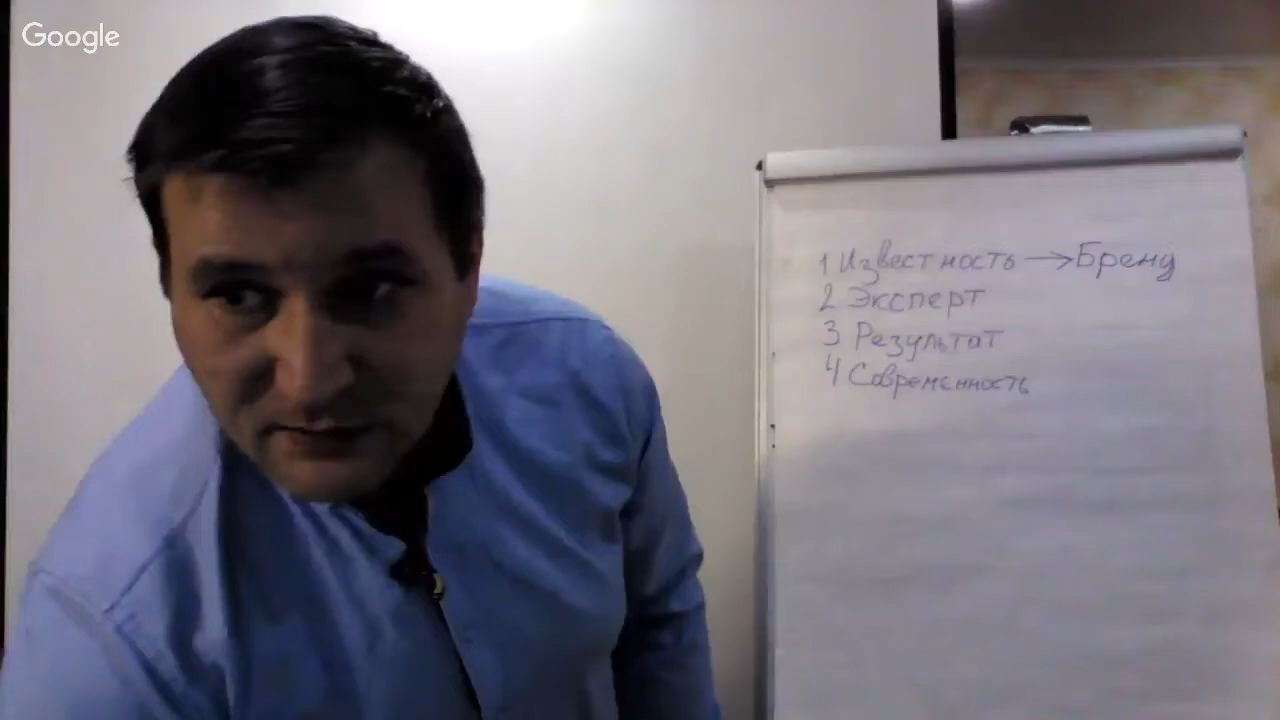 Google
1 Известность → Бренд
2 Эксперт
3 Результат
4 Современность